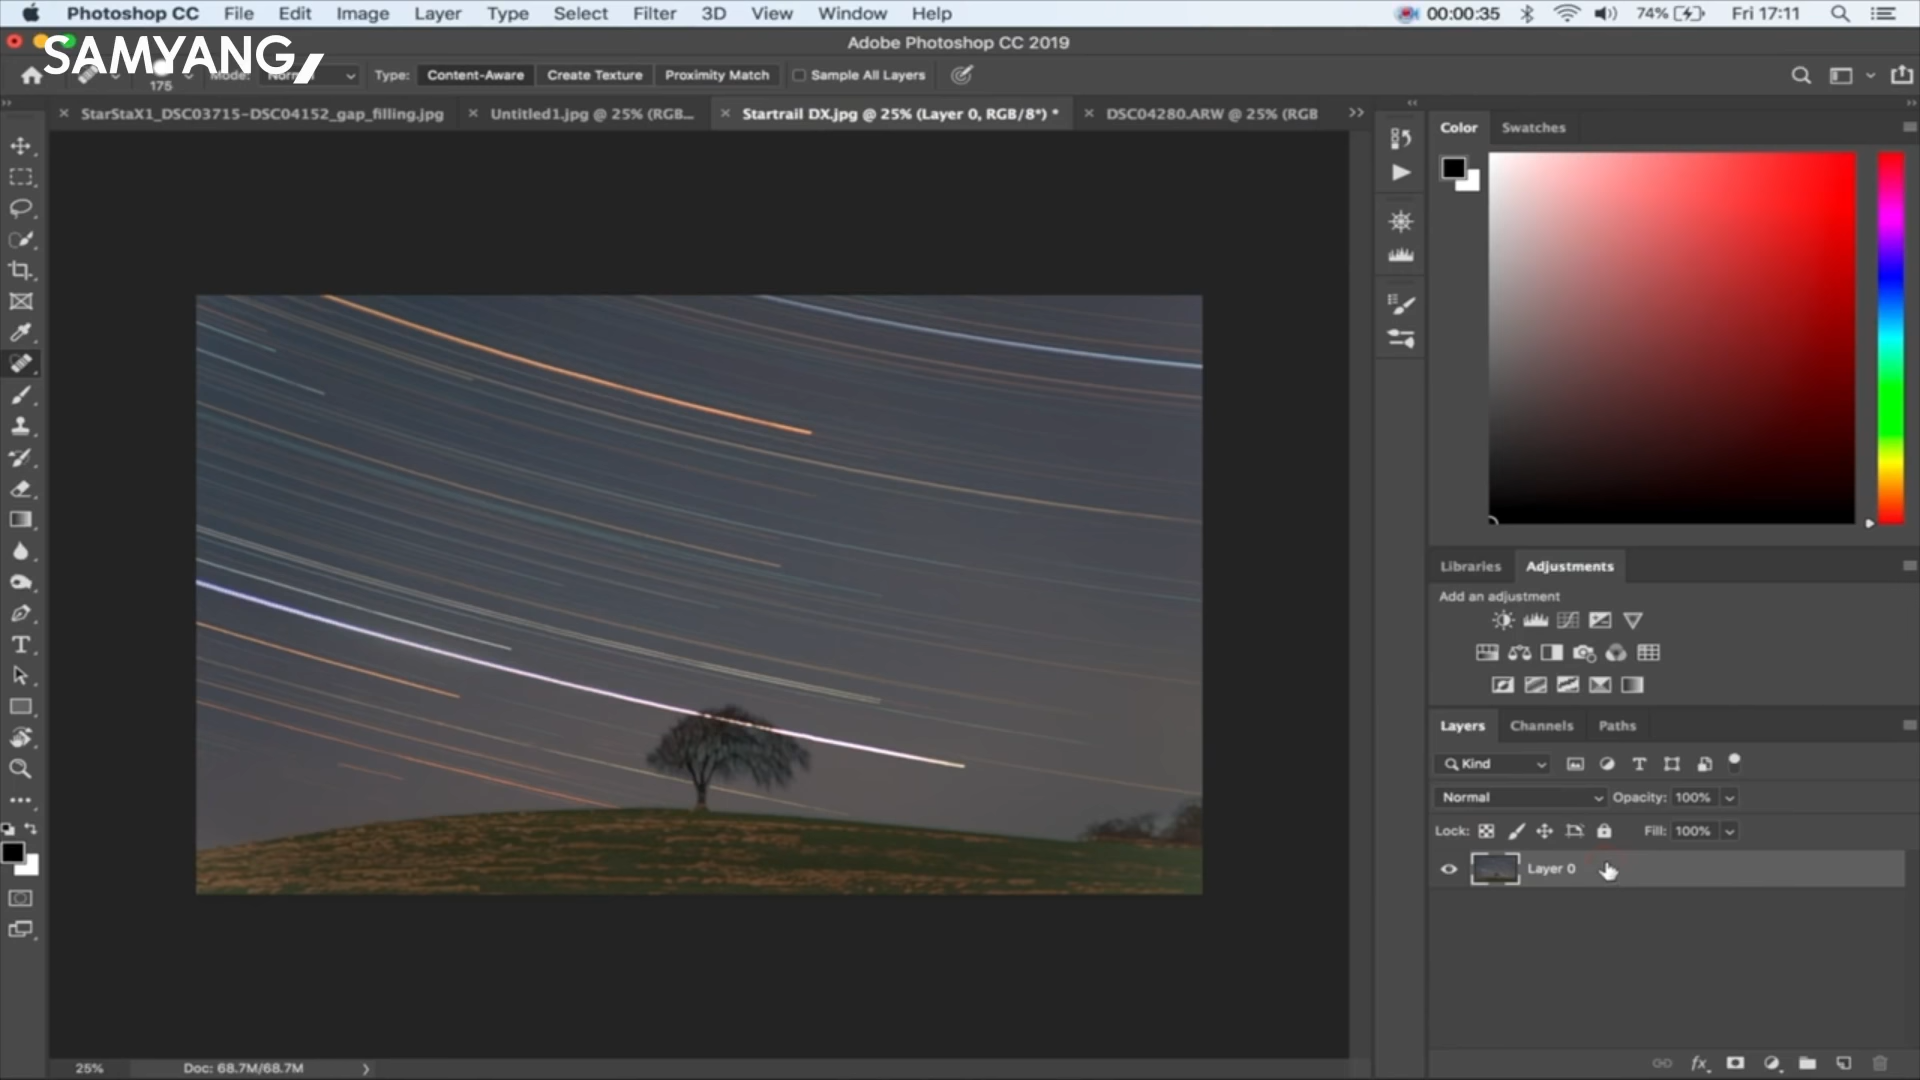 Photoshop CC File Edit Image Layer Type Select Filter 3D View Window Help 00:00:35 74% Fri 17:11
Adobe Photoshop CC 2019
SAMYANG
175 Mode: Type: Content-Aware Create Texture Proximity Match Sample All Layers
StarStaX1_DSC03715-DSC04152_gap_filling.jpg Untitled1.jpg @ 25% (RGB... Startrail DX.jpg @ 25% (Layer 0, RGB/8*) * DSC04280.ARW @ 25% (RGB
Color Swatches
Libraries Adjustments
Add an adjustment
Layers Channels Paths
Kind
Normal Opacity: 100%
Lock: Fill: 100%
Layer 0
25% Doc: 68.7M/68.7M
fx